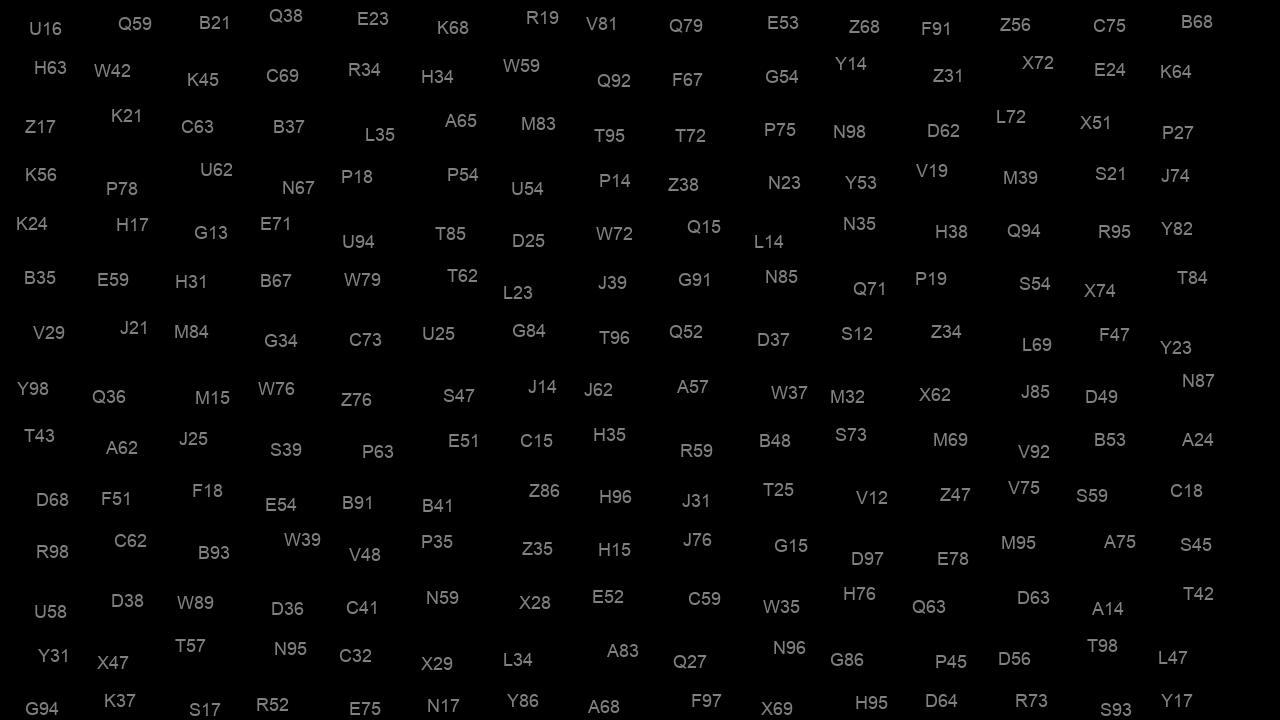 U16 Q59 B21 Q38 E23 K68 R19 V81 Q79 E53 Z68 F91 Z56 C75 B68
H63 W42 K45 C69 R34 H34 W59 Q92 F67 G54 Y14 Z31 X72 E24 K64
Z17 K21 C63 B37 L35 A65 M83 T95 T72 P75 N98 D62 L72 X51 P27
K56 P78 U62 N67 P18 P54 U54 P14 Z38 N23 Y53 V19 M39 S21 J74
K24 H17 G13 E71 U94 T85 D25 W72 Q15 L14 N35 H38 Q94 R95 Y82
B35 E59 H31 B67 W79 T62 L23 J39 G91 N85 Q71 P19 S54 X74 T84
V29 J21 M84 G34 C73 U25 G84 T96 Q52 D37 S12 Z34 L69 F47 Y23
Y98 Q36 M15 W76 Z76 S47 J14 J62 A57 W37 M32 X62 J85 D49 N87
T43 A62 J25 S39 P63 E51 C15 H35 R59 B48 S73 M69 V92 B53 A24
D68 F51 F18 E54 B91 B41 Z86 H96 J31 T25 V12 Z47 V75 S59 C18
R98 C62 B93 W39 V48 P35 Z35 H15 J76 G15 D97 E78 M95 A75 S45
U58 D38 W89 D36 C41 N59 X28 E52 C59 W35 H76 Q63 D63 A14 T42
Y31 X47 T57 N95 C32 X29 L34 A83 Q27 N96 G86 P45 D56 T98 L47
G94 K37 S17 R52 E75 N17 Y86 A68 F97 X69 H95 D64 R73 S93 Y17